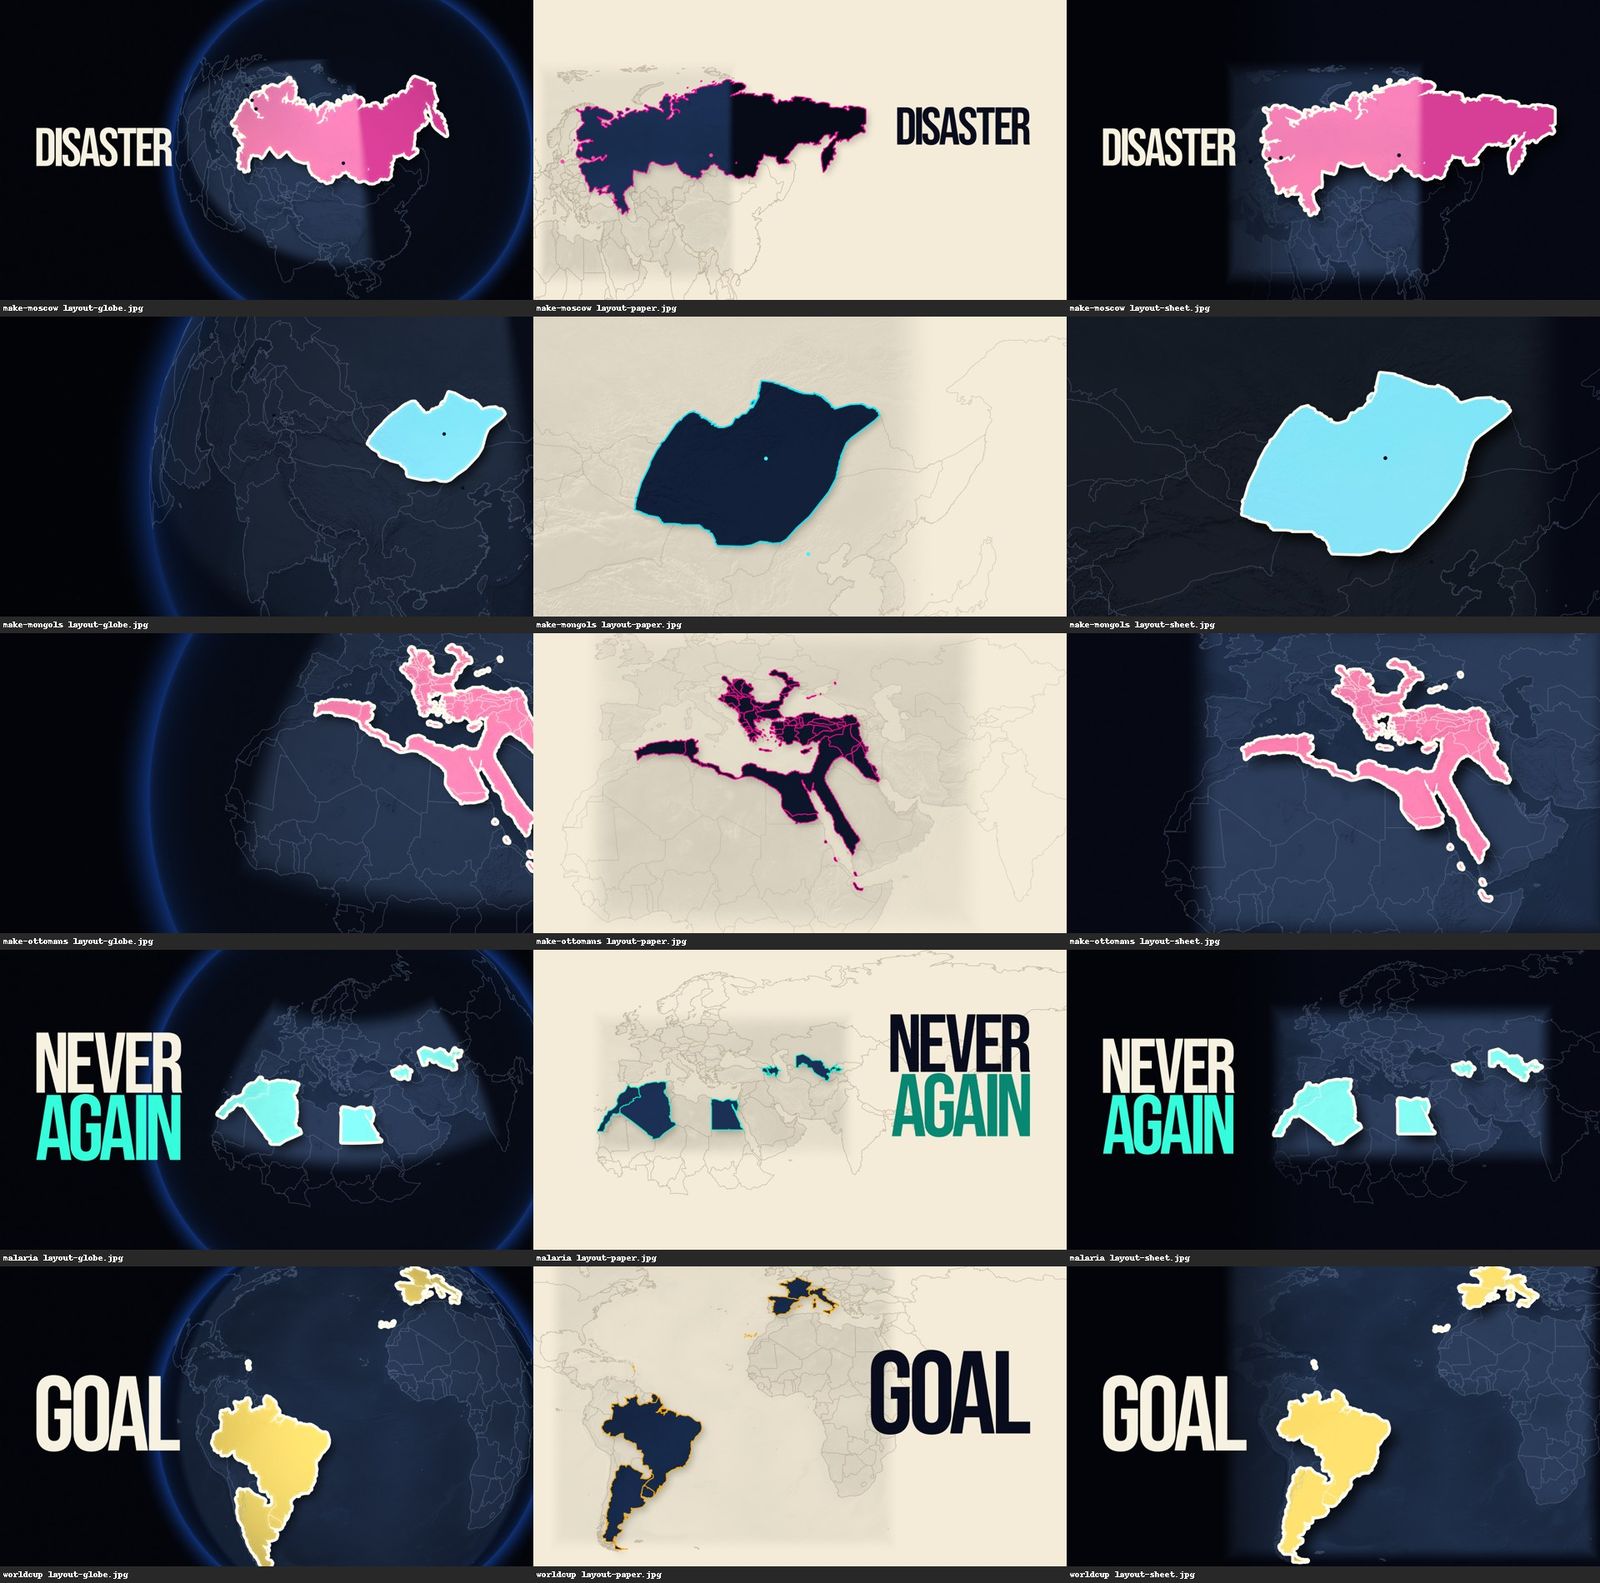 DISASTER
DISASTER
DISASTER
make-moscow layout-globe.jpg
make-moscow layout-paper.jpg
make-moscow layout-sheet.jpg
make-mongols layout-globe.jpg
make-mongols layout-paper.jpg
make-mongols layout-sheet.jpg
make-ottomans layout-globe.jpg
make-ottomans layout-paper.jpg
make-ottomans layout-sheet.jpg
NEVER
AGAIN
NEVER
AGAIN
NEVER
AGAIN
malaria layout-globe.jpg
malaria layout-paper.jpg
malaria layout-sheet.jpg
GOAL
GOAL
GOAL
worldcup layout-globe.jpg
worldcup layout-paper.jpg
worldcup layout-sheet.jpg